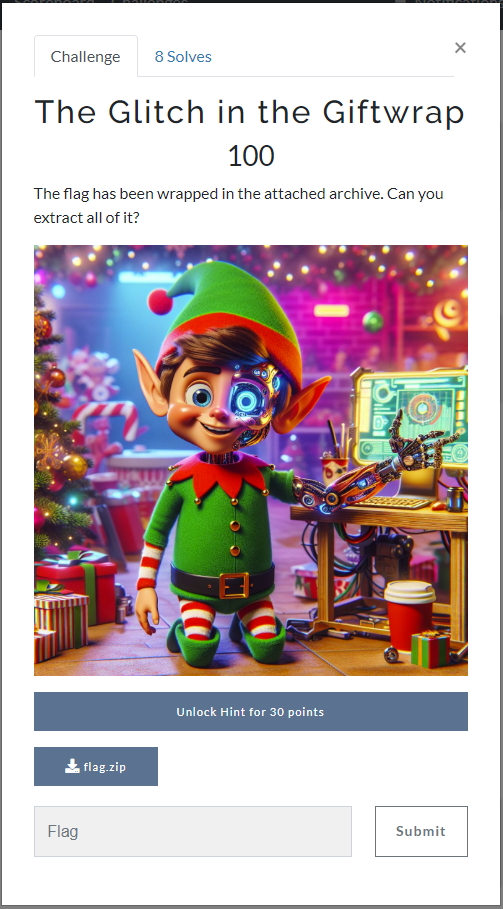 Challenge
8 Solves
×
The Glitch in the Giftwrap
100
The flag has been wrapped in the attached archive. Can you
extract all of it?
Unlock Hint for 30 points
flag.zip
Flag
Submit